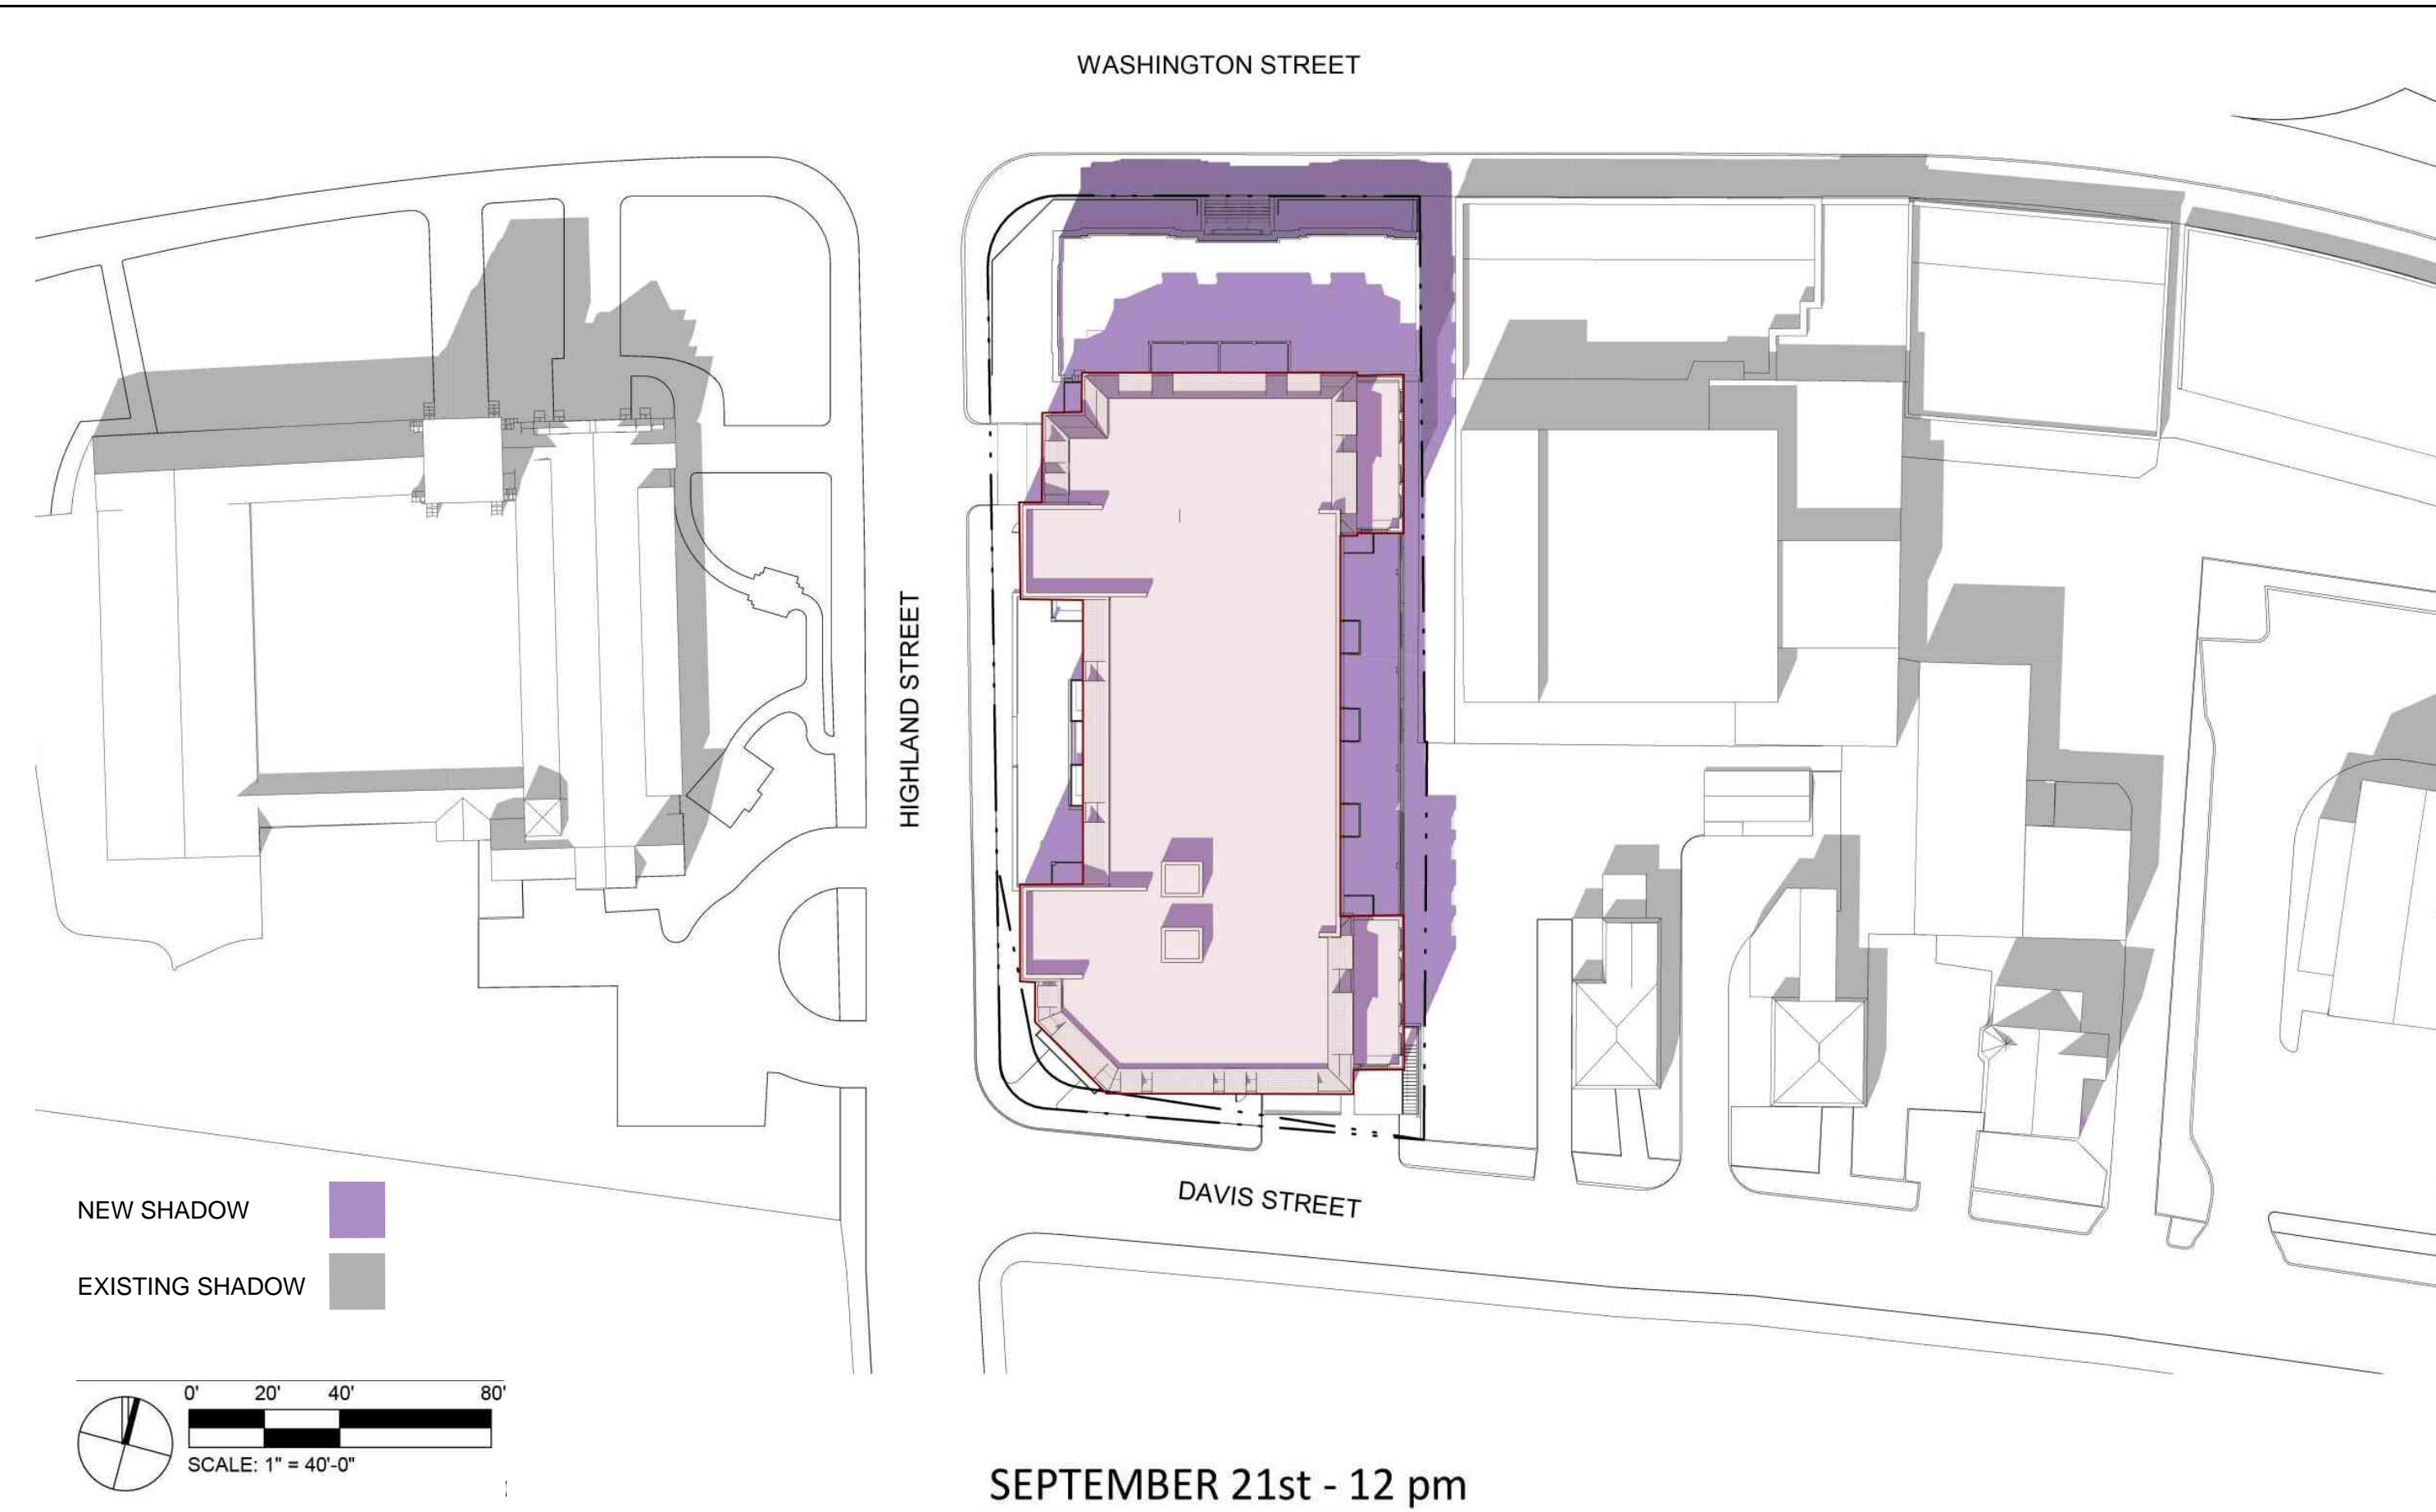 WASHINGTON STREET
HIGHLAND STREET
DAVIS STREET
NEW SHADOW
EXISTING SHADOW
0' 20' 40' 80'
SCALE: 1" = 40'-0"
SEPTEMBER 21st - 12 pm